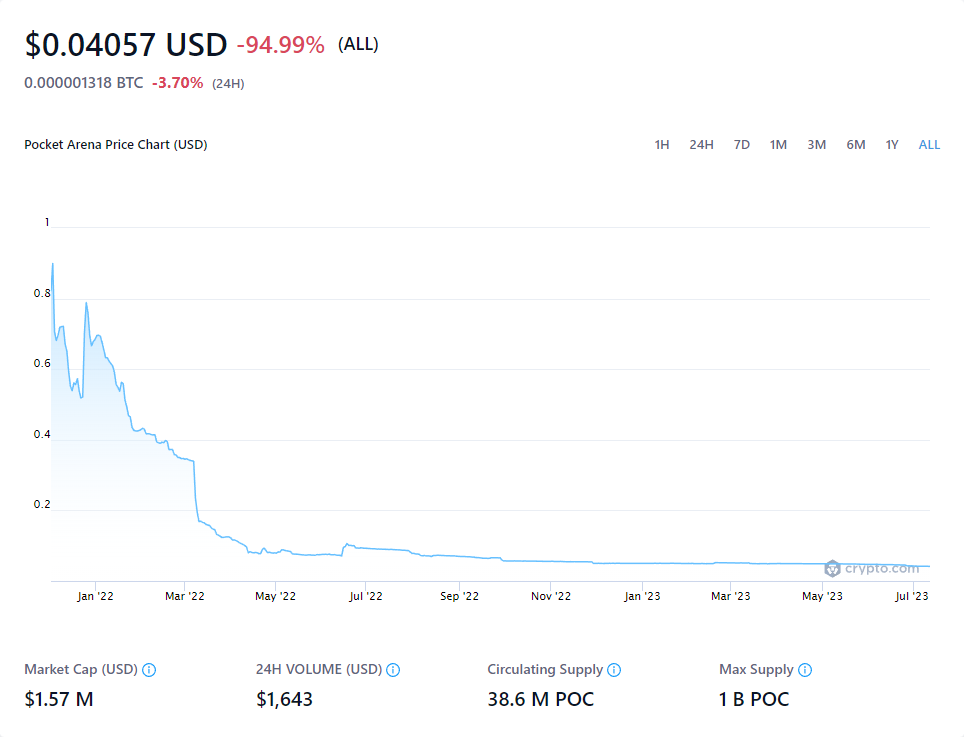 $0.04057 USD -94.99% (ALL)
0.000001318 BTC -3.70% (24H)
Pocket Arena Price Chart (USD) 1H 24H 7D 1M 3M 6M 1Y ALL
1
0.8
0.6
0.4
0.2
crypto.com
Jan '22 Mar '22 May '22 Jul '22 Sep '22 Nov '22 Jan '23 Mar '23 May '23 Jul '23
Market Cap (USD) 24H VOLUME (USD) Circulating Supply Max Supply
$1.57 M $1,643 38.6 M POC 1 B POC